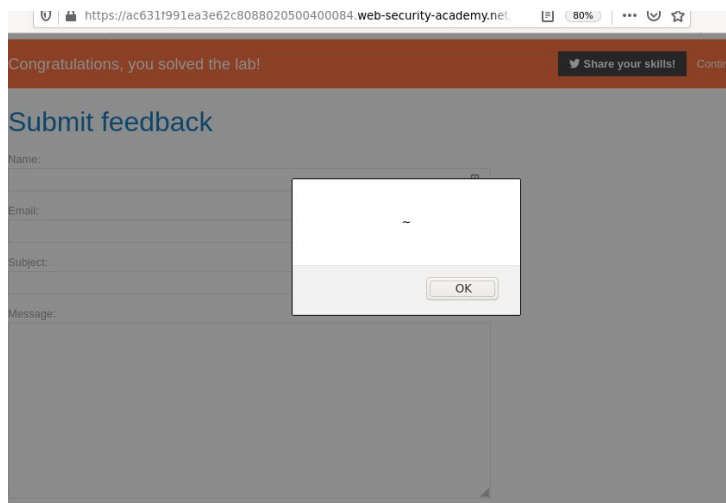 https://ac631f991ea3e62c8088020500400084.web-security-academy.net
80%
Congratulations, you solved the lab!
Share your skills!
Contin
Submit feedback
Name:
Email:
~
Subject:
OK
Message: